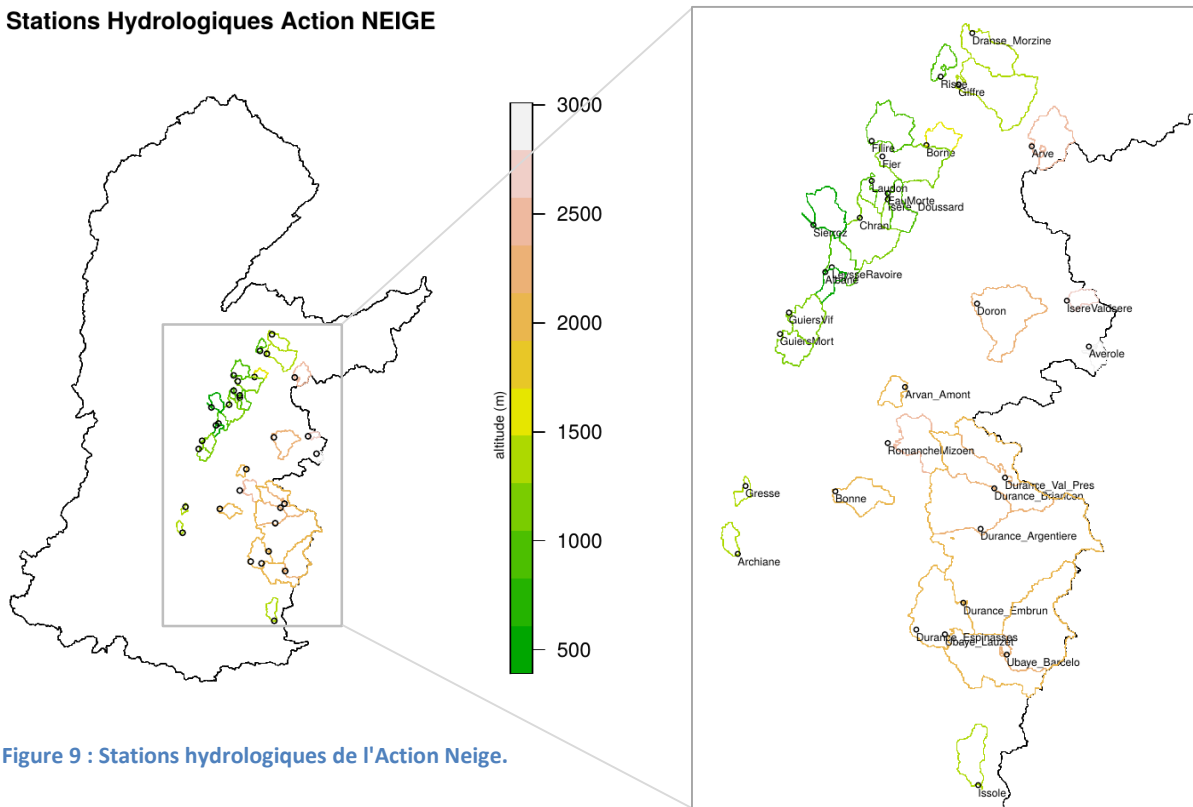 Stations Hydrologiques Action NEIGE
3000
2500
2000
1500
1000
500
altitude (m)
Dranse_Morzine
Risse
Giffre
Filire
Borne
Arve
Fier
Laudon
EauMorte
Isere_Doussard
Chran
Sierroz
LeysseRavoire
Albane
Doron
IsereValdsere
GuiersVif
GuiersMort
Averole
Arvan_Amont
RomancheMizoen
Durance_Val_Pres
Gresse
Bonne
Durance_Briancon
Durance_Argentiere
Archiane
Durance_Embrun
Durance_Espinasses
Ubaye_Lauzet
Ubaye_Barcelo
Issole
Figure 9 : Stations hydrologiques de l'Action Neige.